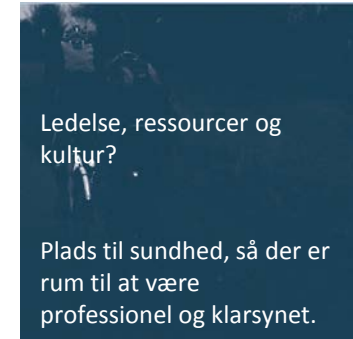 Ledelse, ressourcer og
kultur?
Plads til sundhed, så der er
rum til at være
professionel og klarsynet.